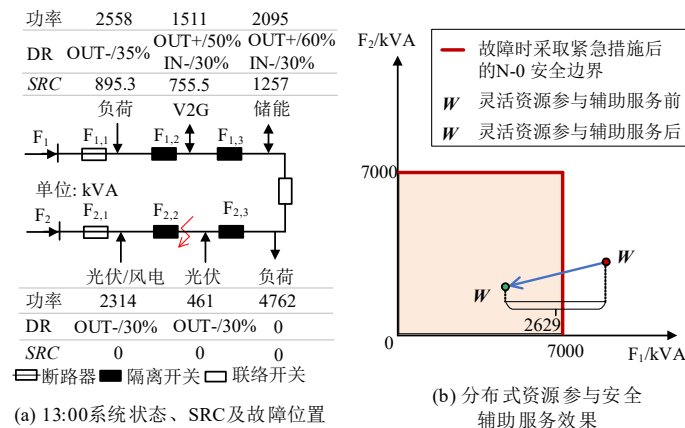 功率 2558 1511 2095
DR OUT-/35% OUT+/50% IN-/30% OUT+/60% IN-/30%
SRC 895.3 755.5 1257
负荷 V2G 储能
F1 F1,1 F1,2 F1,3
单位: kVA
F2 F2,1 F2,2 F2,3
光伏/风电 光伏 负荷
功率 2314 461 4762
DR OUT-/30% OUT-/30% 0
SRC 0 0 0
断路器 隔离开关 联络开关
(a) 13:00系统状态、SRC及故障位置
F2/kVA
故障时采取紧急措施后
的N-0 安全边界
W 灵活资源参与辅助服务前
W 灵活资源参与辅助服务后
7000
W
W
2629
0 7000 F1/kVA
(b) 分布式资源参与安全
辅助服务效果